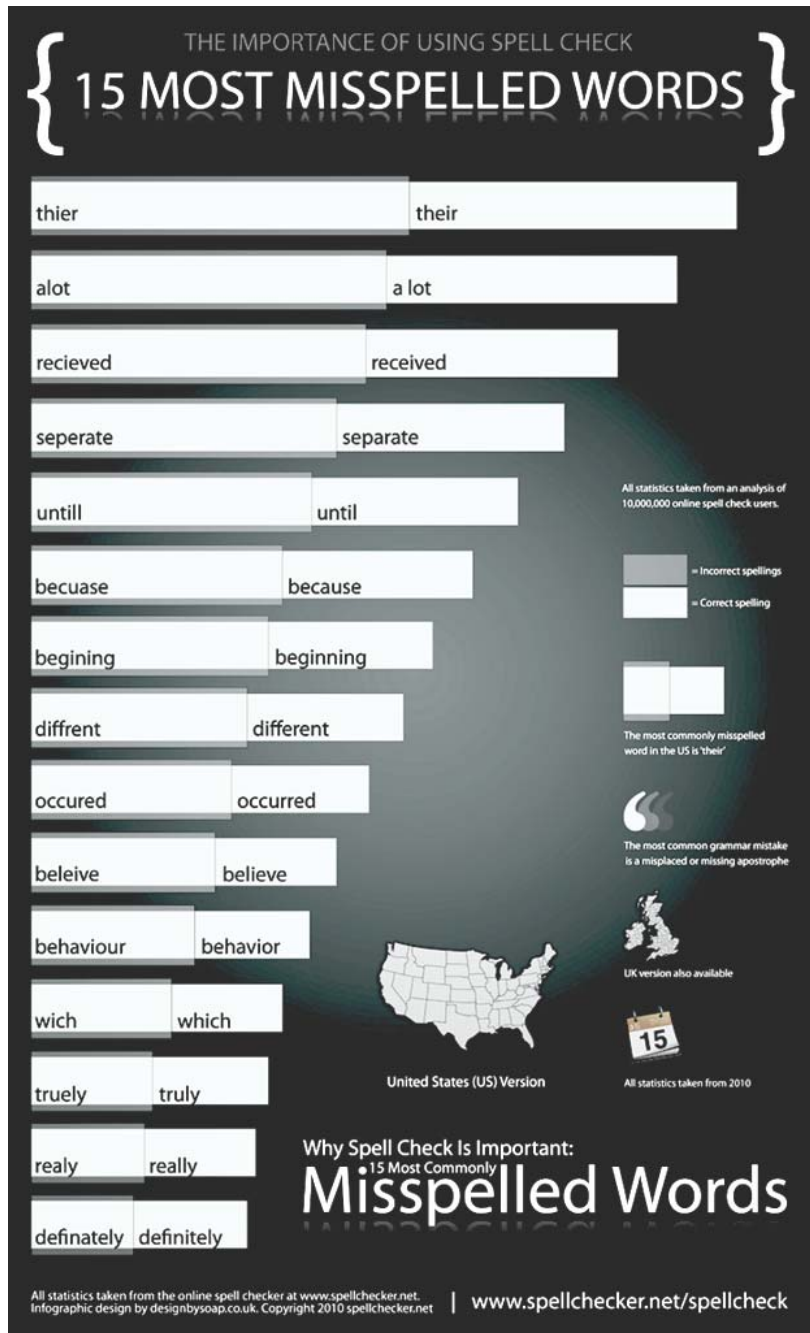 THE IMPORTANCE OF USING SPELL CHECK
{ 15 MOST MISSPELLED WORDS }
thier their
alot a lot
recieved received
seperate separate
untill until
All statistics taken from an analysis of
10,000,000 online spell check users.
becuase because
= Incorrect spellings
= Correct spelling
begining beginning
diffrent different
The most commonly misspelled
word in the US is 'their'
occured occurred
beleive believe
The most common grammar mistake
is a misplaced or missing apostrophe
behaviour behavior
UK version also available
wich which
15
United States (US) Version
All statistics taken from 2010
truely truly
realy really
Why Spell Check Is Important:
15 Most Commonly
Misspelled Words
definately definitely
All statistics taken from the online spell checker at www.spellchecker.net.
Infographic design by designbysoap.co.uk. Copyright 2010 spellchecker.net | www.spellchecker.net/spellcheck